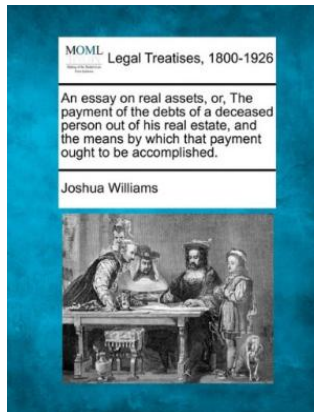 MOML
Legal Treatises, 1800-1926
An essay on real assets, or, The
payment of the debts of a deceased
person out of his real estate, and
the means by which that payment
ought to be accomplished.
Joshua Williams